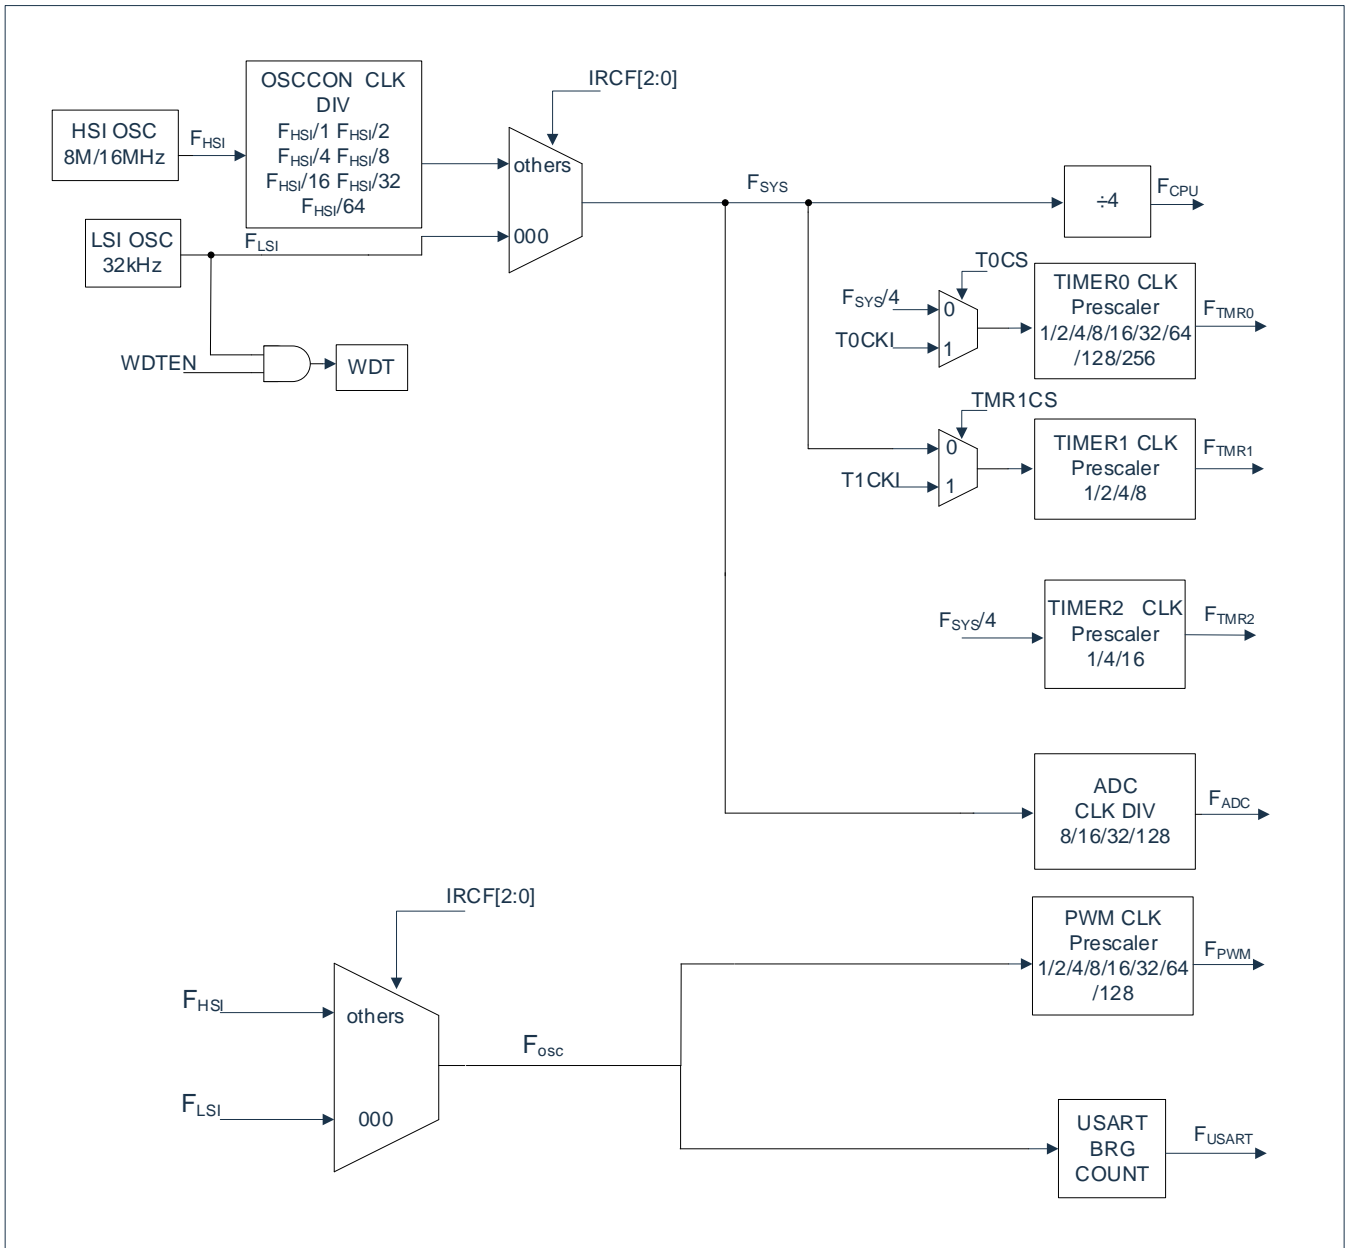 IRCF[2:0]
OSCCON CLK
DIV
FHSI/1 FHSI/2
FHSI/4 FHSI/8
FHSI/16 FHSI/32
FHSI/64
HSI OSC
8M/16MHz
FHSI
others
000
LSI OSC
32kHz
FLSI
WDTEN
WDT
FSYS
÷4
FCPU
T0CS
FSYS/4
T0CKI
0
1
TIMER0 CLK
Prescaler
1/2/4/8/16/32/64
/128/256
FTMR0
TMR1CS
T1CKI
0
1
TIMER1 CLK
Prescaler
1/2/4/8
FTMR1
FSYS/4
TIMER2 CLK
Prescaler
1/4/16
FTMR2
ADC
CLK DIV
8/16/32/128
FADC
IRCF[2:0]
FHSI
others
FLSI
000
Fosc
PWM CLK
Prescaler
1/2/4/8/16/32/64
/128
FPWM
USART
BRG
COUNT
FUSART